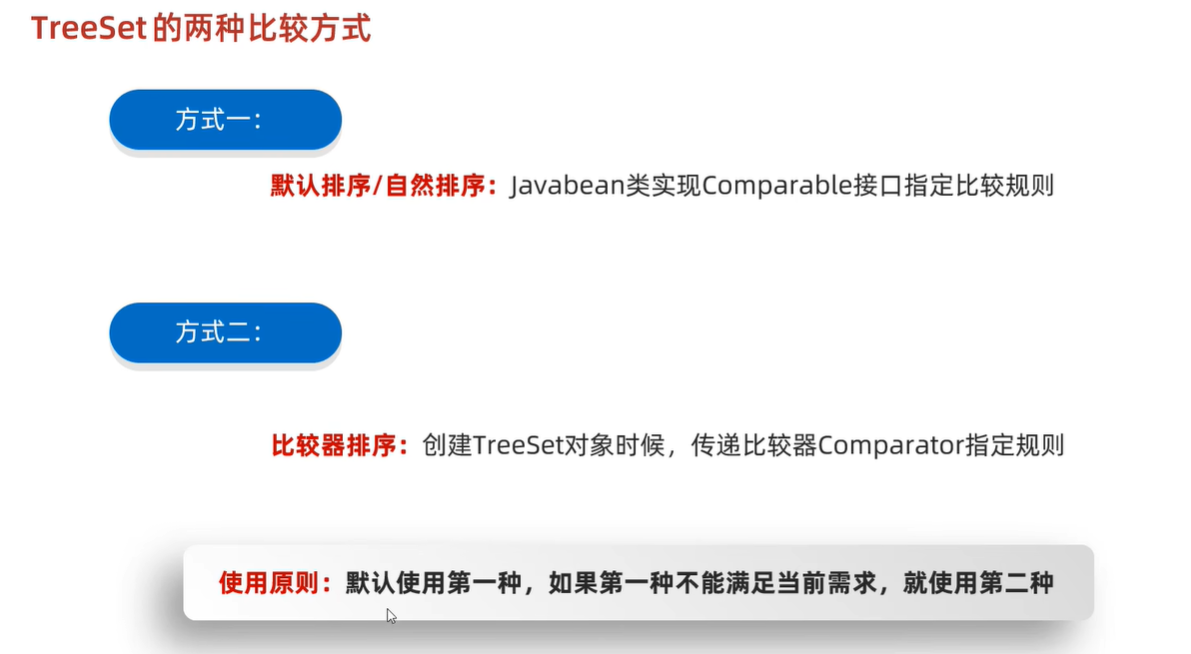 TreeSet的两种比较方式
方式一：
默认排序/自然排序：Javabean类实现Comparable接口指定比较规则
方式二：
比较器排序：创建TreeSet对象时候，传递比较器Comparator指定规则
使用原则：默认使用第一种，如果第一种不能满足当前需求，就使用第二种